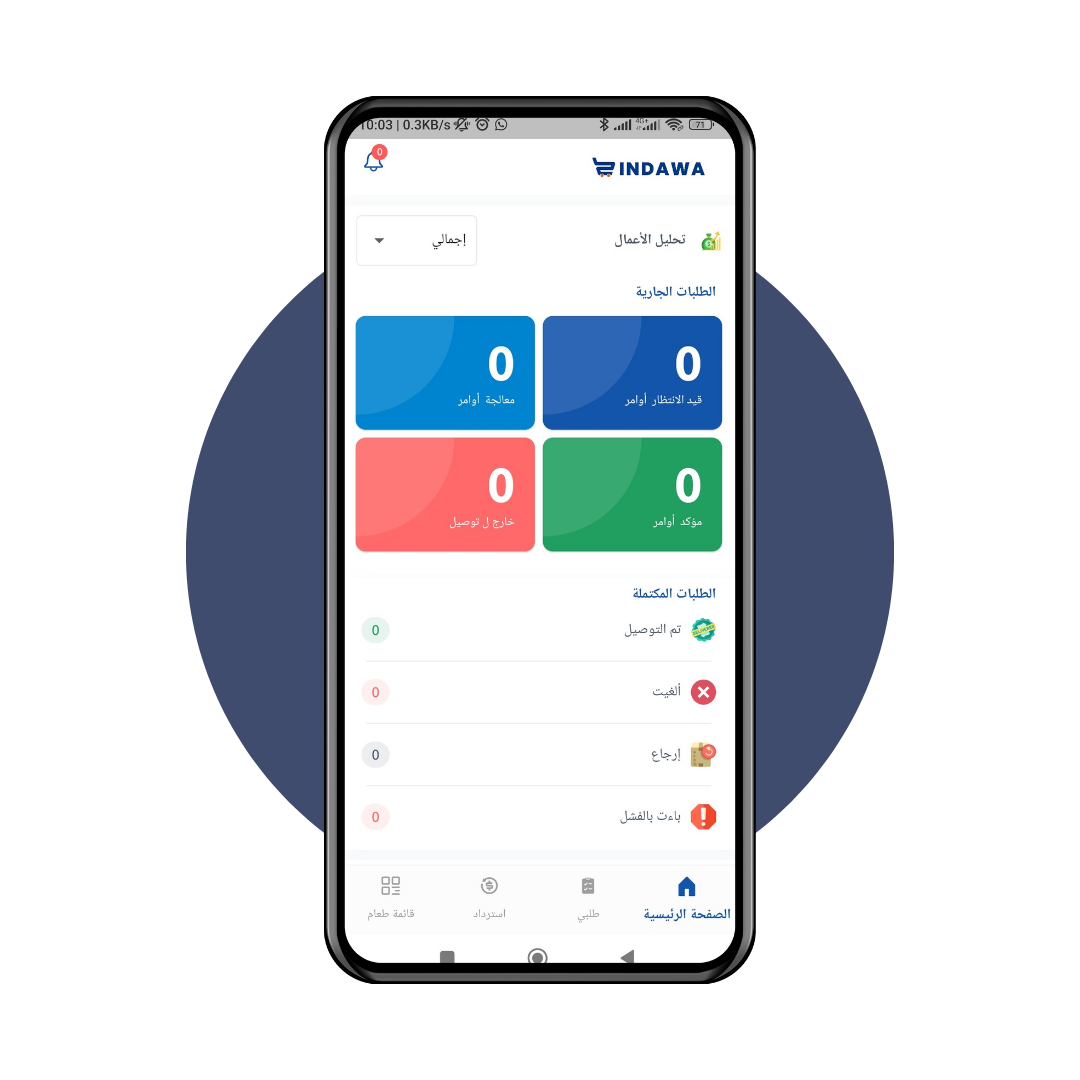 10:03 | 0.3KB/s 4G+ 71
0
INDAWA
تحليل الأعمال
إجمالي
الطلبات الجارية
0
قيد الانتظار أوامر
0
معالجة أوامر
0
مؤكد أوامر
0
خارج ل توصيل
الطلبات المكتملة
تم التوصيل 0
ألغيت 0
إرجاع 0
باءت بالفشل 0
الصفحة الرئيسية
طلبي
استرداد
قائمة طعام